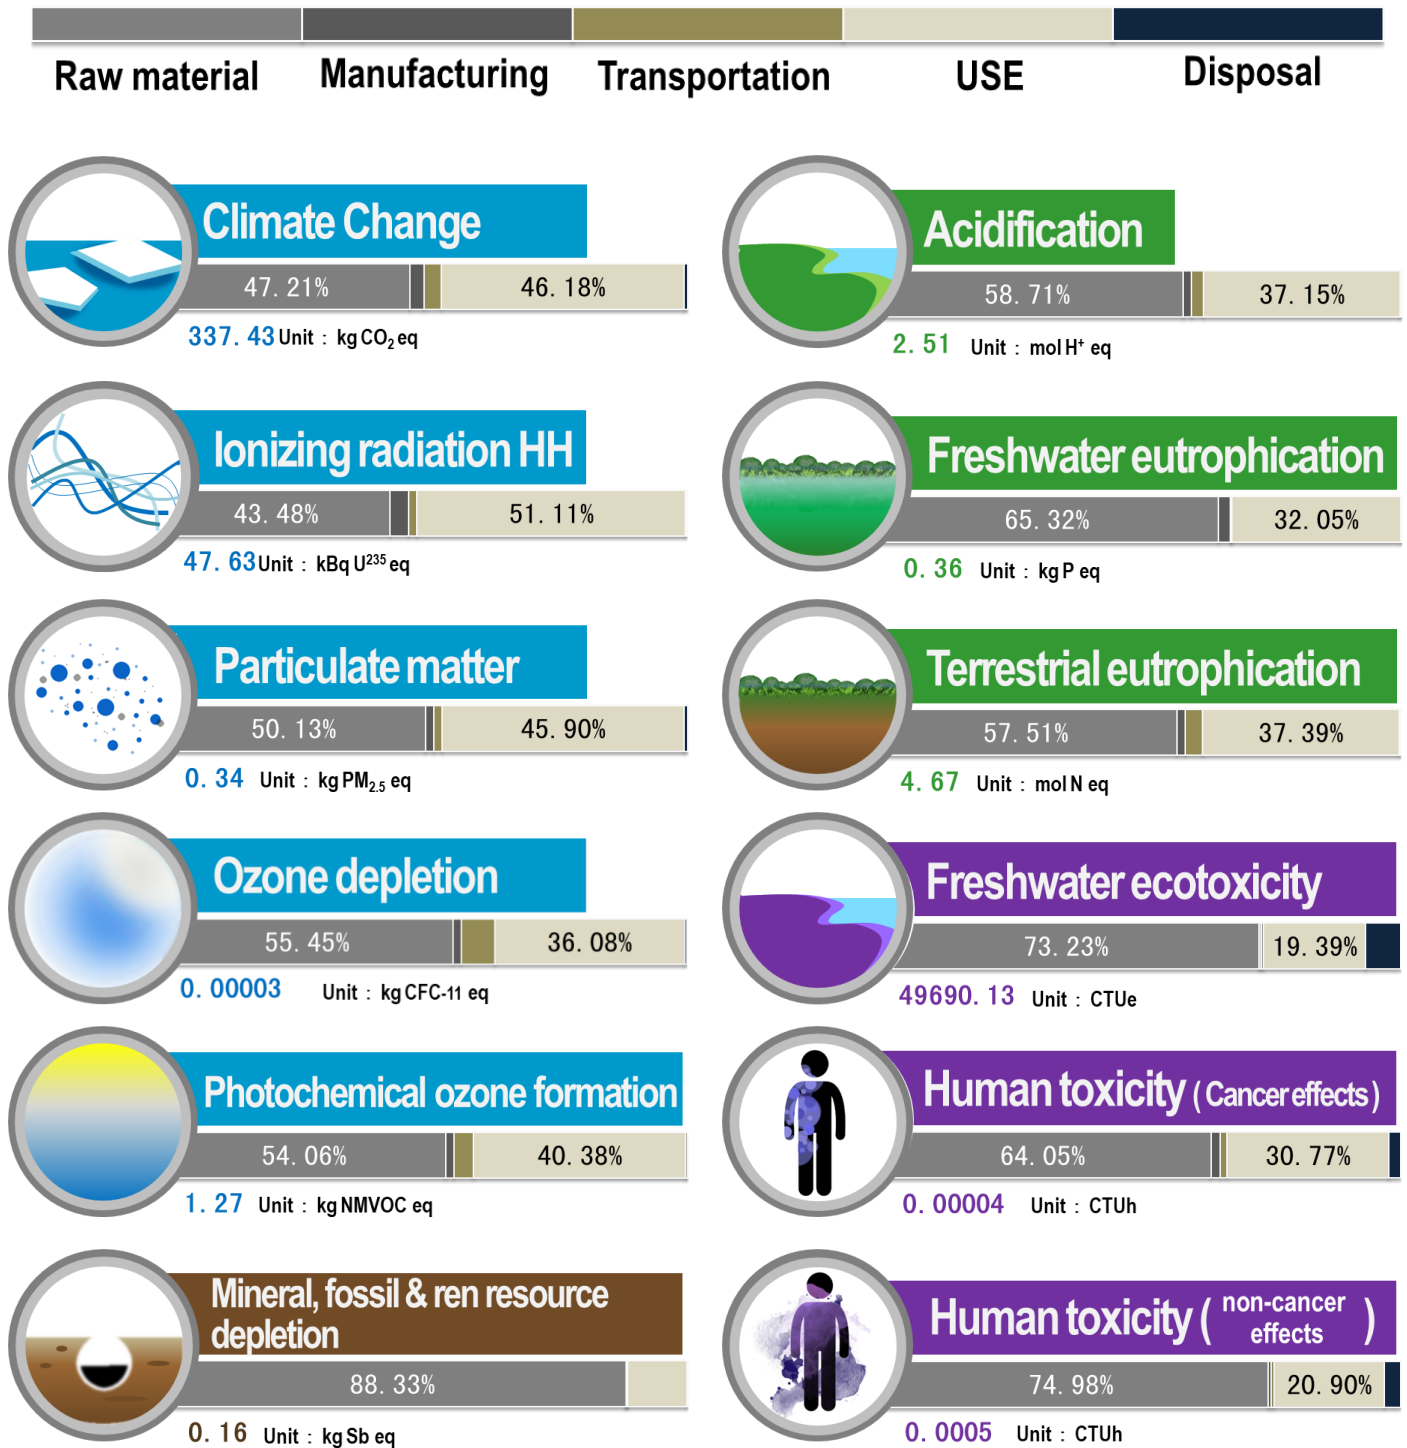 Raw material
Manufacturing
Transportation
USE
Disposal
Climate Change
47.21%
46.18%
337.43 Unit : kg CO₂ eq
Ionizing radiation HH
43.48%
51.11%
47.63 Unit : kBq U²³⁵ eq
Particulate matter
50.13%
45.90%
0.34 Unit : kg PM₂.₅ eq
Ozone depletion
55.45%
36.08%
0.00003 Unit : kg CFC-11 eq
Photochemical ozone formation
54.06%
40.38%
1.27 Unit : kg NMVOC eq
Mineral, fossil & ren resource
depletion
88.33%
0.16 Unit : kg Sb eq
Acidification
58.71%
37.15%
2.51 Unit : mol H⁺ eq
Freshwater eutrophication
65.32%
32.05%
0.36 Unit : kg P eq
Terrestrial eutrophication
57.51%
37.39%
4.67 Unit : mol N eq
Freshwater ecotoxicity
73.23%
19.39%
49690.13 Unit : CTUe
Human toxicity (Cancer effects)
64.05%
30.77%
0.00004 Unit : CTUh
Human toxicity (non-cancer
effects)
74.98%
20.90%
0.0005 Unit : CTUh